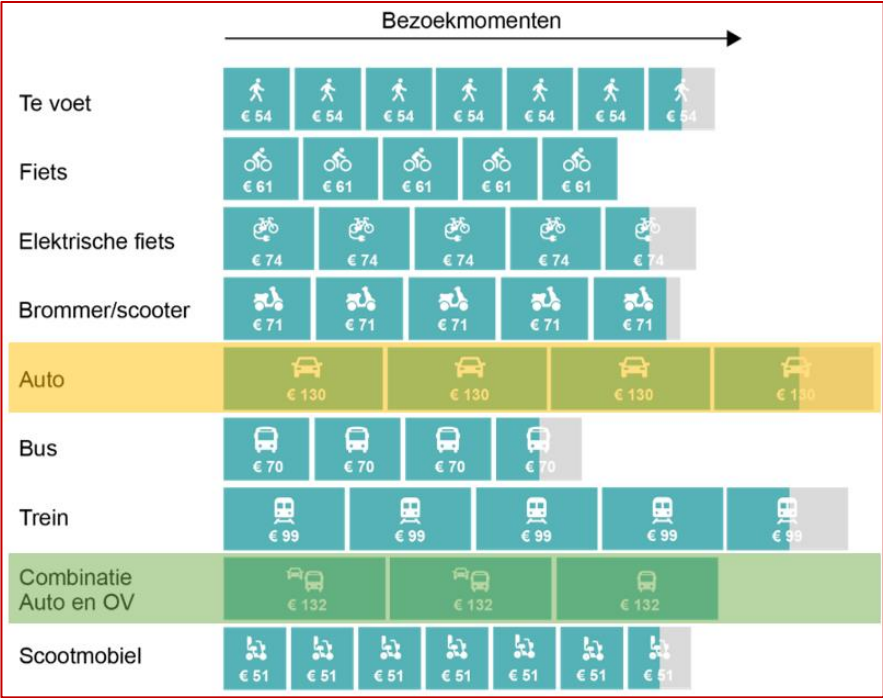 Bezoekmomenten
Te voet
€ 54 € 54 € 54 € 54 € 54 € 54 € 54
Fiets
€ 61 € 61 € 61 € 61 € 61
Elektrische fiets
€ 74 € 74 € 74 € 74 € 74
Brommer/scooter
€ 71 € 71 € 71 € 71 € 71
Auto
€ 130 € 130 € 130 € 130
Bus
€ 70 € 70 € 70 € 70
Trein
€ 99 € 99 € 99 € 99 € 99
Combinatie
Auto en OV
€ 132 € 132 € 132
Scootmobiel
€ 51 € 51 € 51 € 51 € 51 € 51 € 51